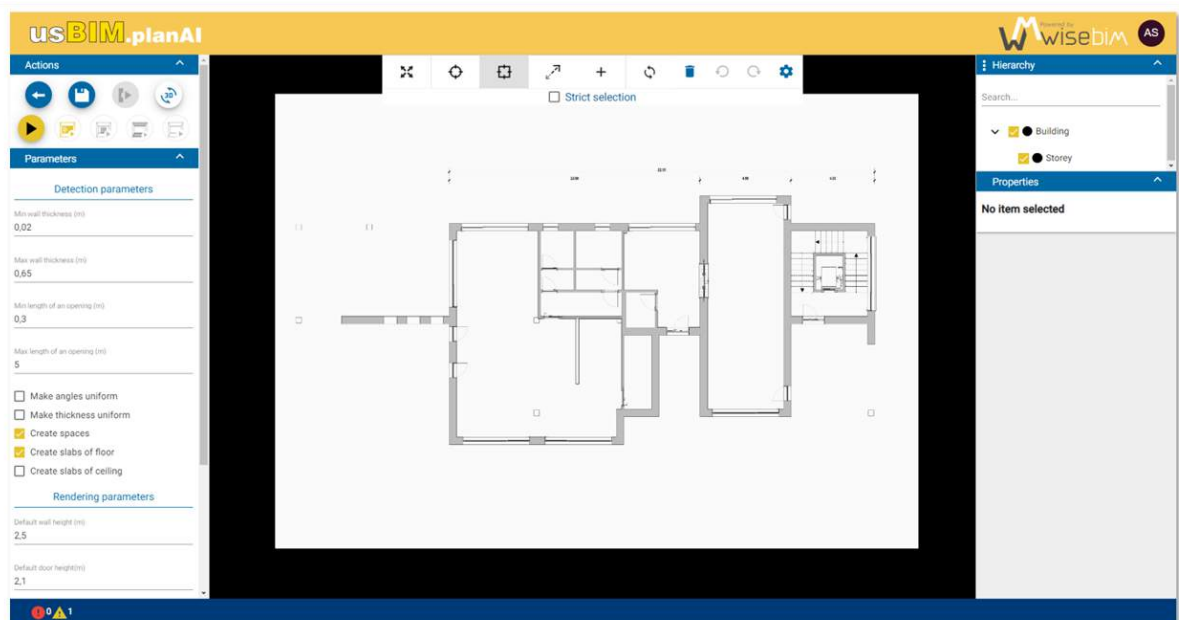 usBIM.planAI
Powered by
wisebim
AS
Actions
3D
Strict selection
Hierarchy
Search...
Building
Storey
Properties
No item selected
Parameters
Detection parameters
Min wall thickness (m)
0,02
Max wall thickness (m)
0,65
Min length of an opening (m)
0,3
Max length of an opening (m)
5
Make angles uniform
Make thickness uniform
Create spaces
Create slabs of floor
Create slabs of ceiling
Rendering parameters
Default wall height (m)
2,5
Default door height(m)
2,1
0 1